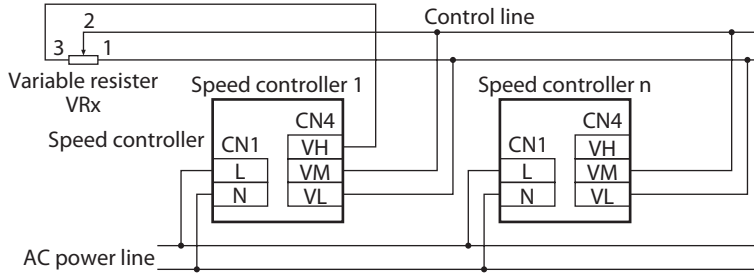 2
Control line
3
1
Variable resister
VRx
Speed controller 1
Speed controller n
Speed controller
CN1
CN4
VH
L
VM
N
VL
CN1
CN4
VH
L
VM
N
VL
AC power line